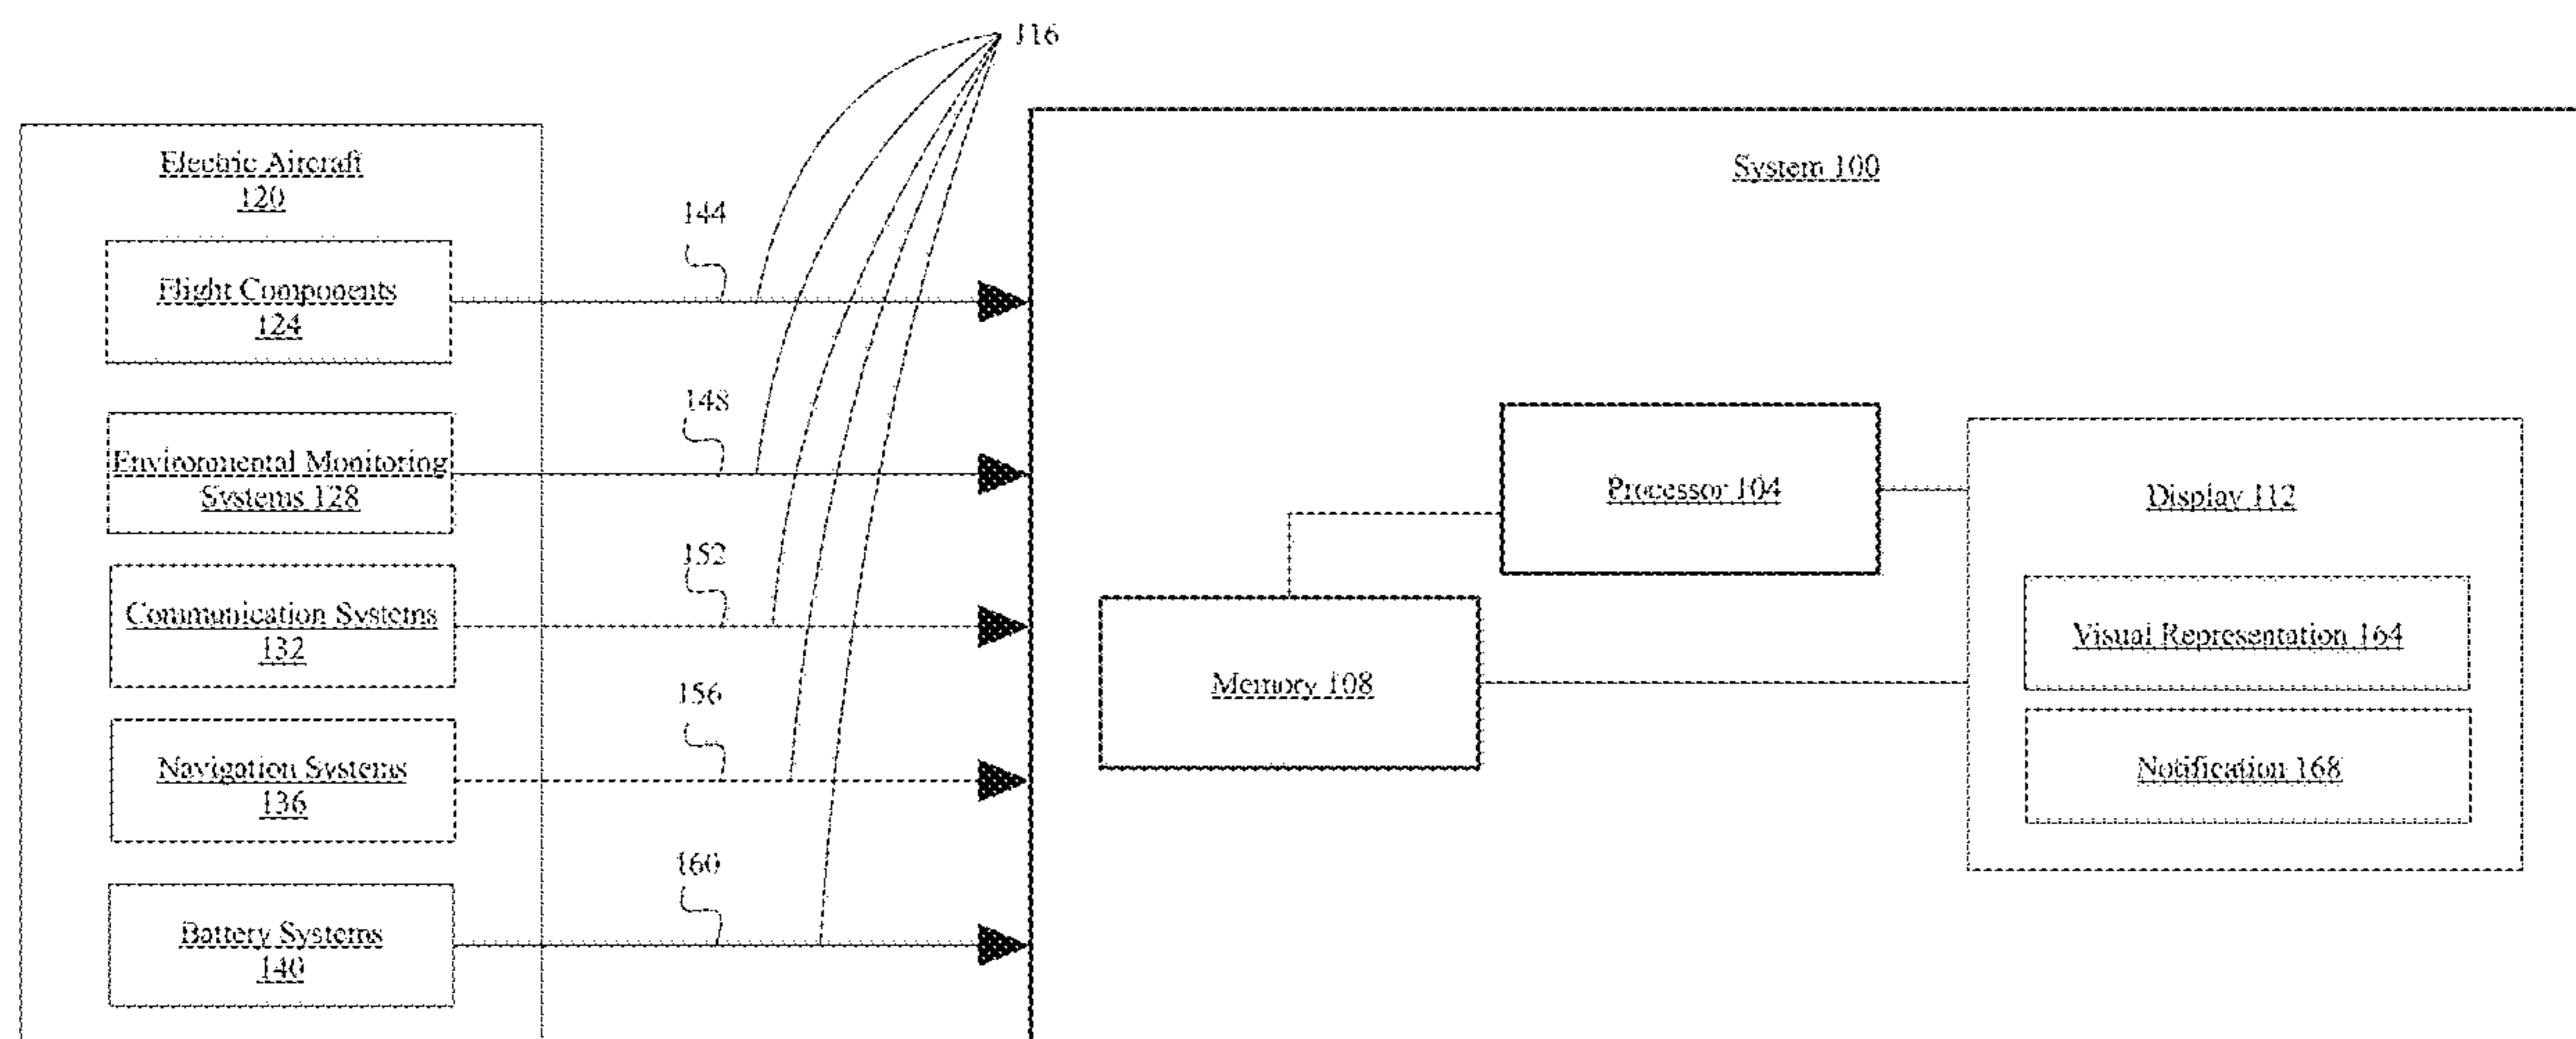 116
Electric Aircraft
120
System 100
144
Flight Components
124
148
Environmental Monitoring
Systems 128
Processor 104
Display 112
152
Communication Systems
132
Visual Representation 164
Memory 108
156
Navigation Systems
136
Notification 168
160
Battery Systems
140